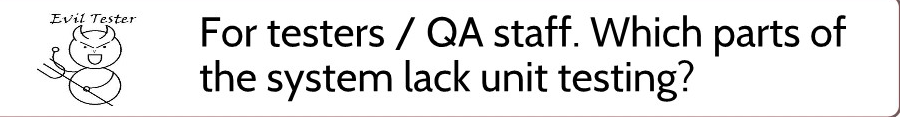 Evil Tester
For testers / QA staff. Which parts of
the system lack unit testing?